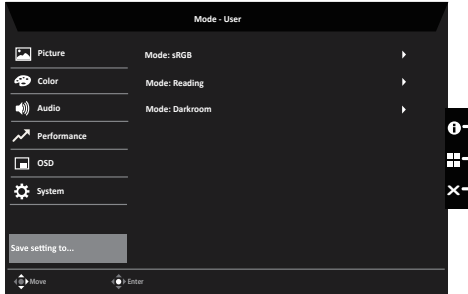 Mode - User
Picture
Color
Audio
Performance
OSD
System
Save setting to...
Mode: sRGB
Mode: Reading
Mode: Darkroom
Move
Enter